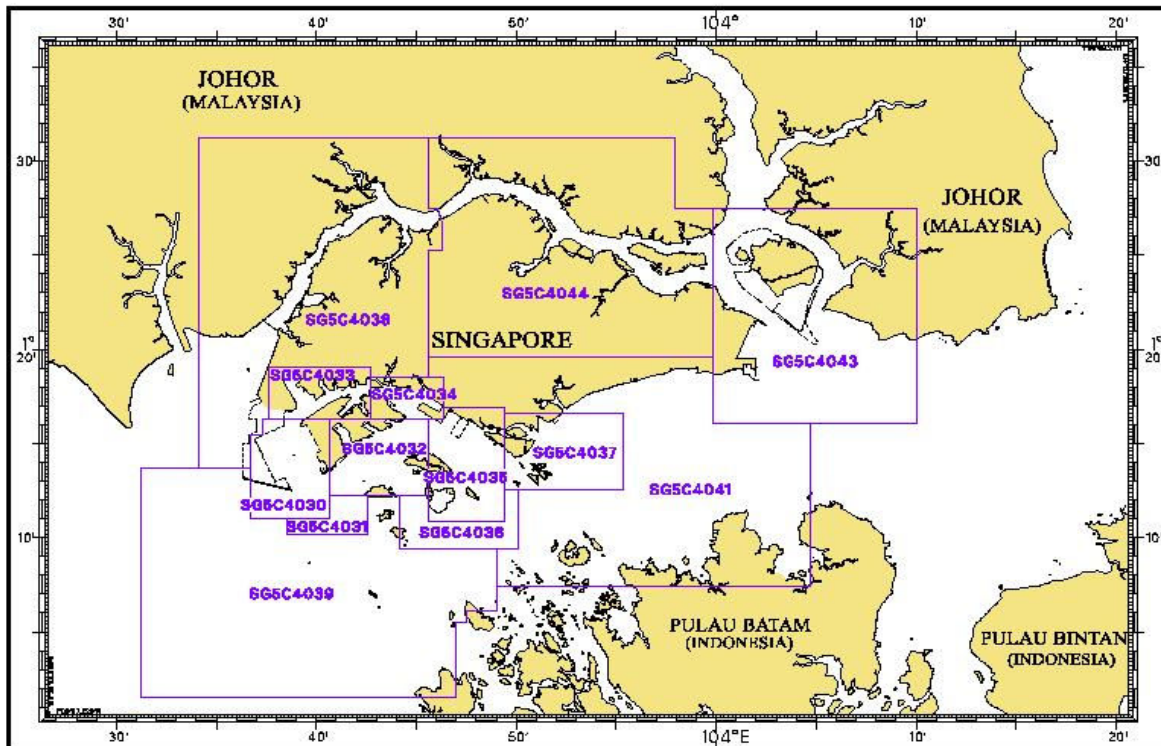 30' 40' 50' 104° 10' 20'
JOHOR
(MALAYSIA)
30'
30'
JOHOR
(MALAYSIA)
SG5C4044
SG5C4038
SINGAPORE
1°
20'
1°
20'
SG5C4043
SG5C4033
SG5C4034
SG5C4032
SG5C4037
SG5C4035
SG5C4041
SG5C4030
SG5C4031
SG5C4036
10'
10'
SG5C4039
PULAU BATAM
(INDONESIA)
PULAU BINTAN
(INDONESIA)
30' 40' 50' 104°E 10' 20'